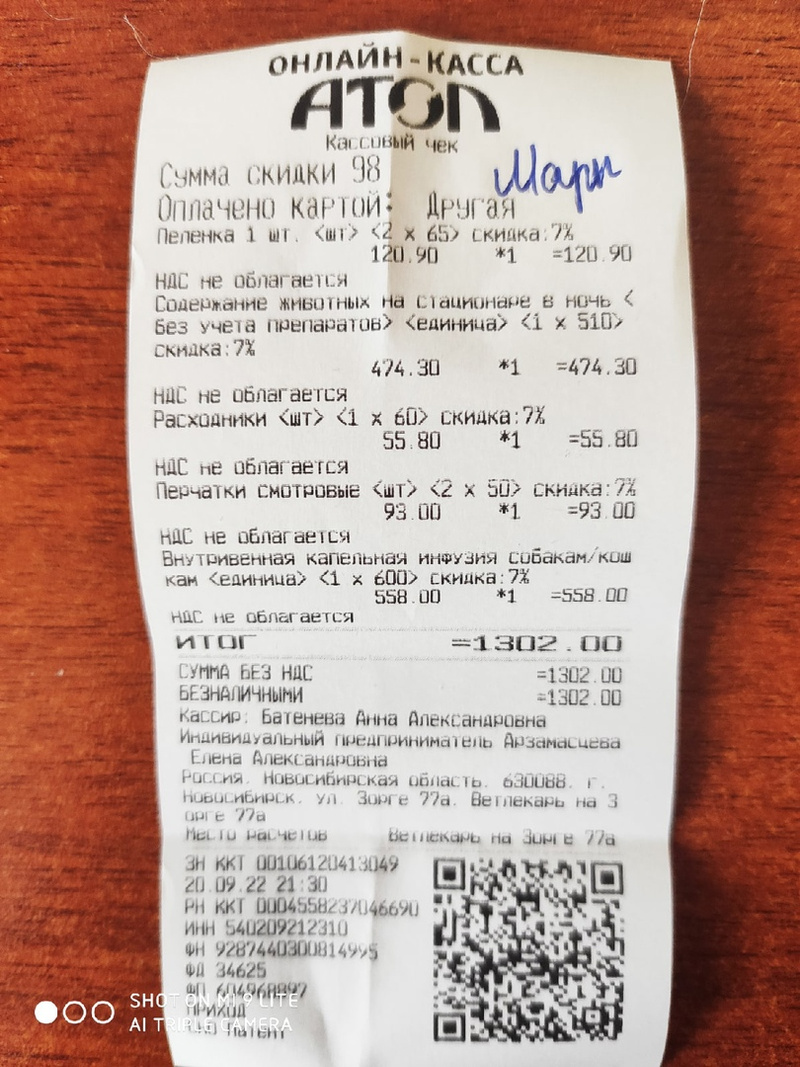 ОНЛАЙН-КАССА
АТОЛ
Кассовый чек
Сумма скидки 98
Оплачено картой: Другая
Пеленка 1 шт. <шт> <2 x 65> скидка:7%
120.90 *1 =120.90
НДС не облагается
Содержание животных на стационаре в ночь <
без учета препаратов> <единица> <1 x 510>
скидка:7%
474.30 *1 =474.30
НДС не облагается
Расходники <шт> <1 x 60> скидка:7%
55.80 *1 =55.80
НДС не облагается
Перчатки смотровые <шт> <2 x 50> скидка:7%
93.00 *1 =93.00
НДС не облагается
Внутривенная капельная инфузия собакам/кош
кам <единица> <1 x 600> скидка:7%
558.00 *1 =558.00
НДС не облагается
ИТОГ =1302.00
СУММА БЕЗ НДС =1302.00
БЕЗНАЛИЧНЫМИ =1302.00
Кассир: Батенева Анна Александровна
Индивидуальный предприниматель Арзамасцева
Елена Александровна
Россия. Новосибирская область. 630088. г.
Новосибирск. ул. Зорге 77а. Ветлекарь на З
орге 77а
Место расчетов Ветлекарь на Зорге 77а
ЗН ККТ 00106120413049
20.09.22 21:30
РН ККТ 0004558237046690
ИНН 540209212310
ФН 9287440300814995
ФД 34625
ФП 604968897
ПРИХОД
ПАТЕНТ
SHOT ON MI 9 LITE
AI TRIPLE CAMERA